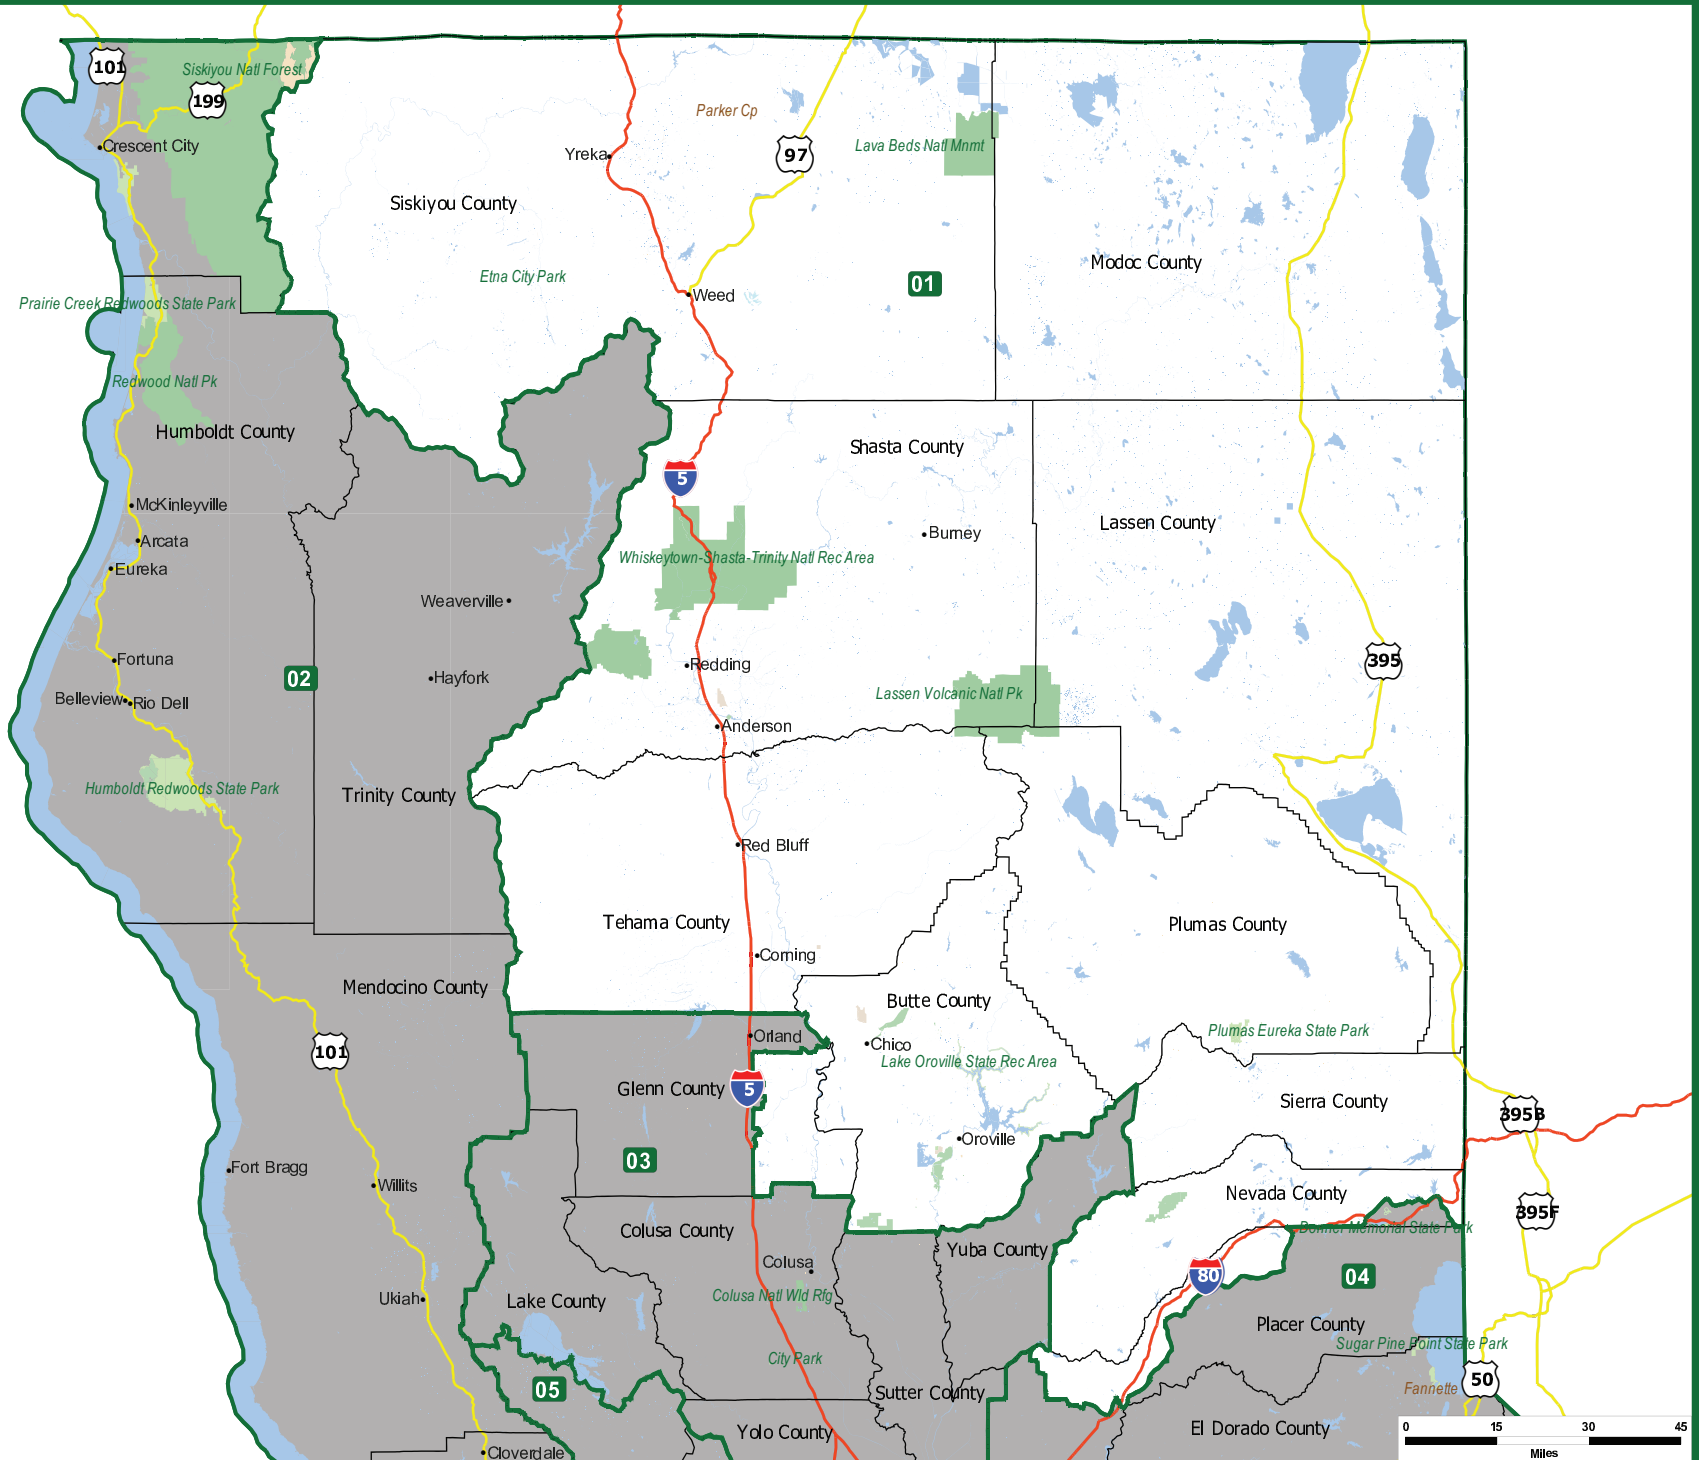 101
Siskiyou Natl Forest
199
Crescent City
Parker Cp
97
Yreka
Lava Beds Natl Mnmt
Siskiyou County
Modoc County
Etna City Park
01
Weed
Prairie Creek Redwoods State Park
Redwood Natl Pk
Humboldt County
Shasta County
5
McKinleyville
Lassen County
Burney
Arcata
Whiskeytown-Shasta-Trinity Natl Rec Area
Eureka
Weaverville
Fortuna
395
Redding
02
Hayfork
Lassen Volcanic Natl Pk
Belleview
Rio Dell
Anderson
Humboldt Redwoods State Park
Trinity County
Red Bluff
Tehama County
Plumas County
Corning
Mendocino County
Butte County
Plumas Eureka State Park
Orland
Chico
101
Lake Oroville State Rec Area
Glenn County
5
Sierra County
395B
Oroville
03
Fort Bragg
Willits
Nevada County
395F
Donner Memorial State Park
Colusa County
Yuba County
Colusa
80
04
Colusa Natl Wld Rfg
Ukiah
Lake County
Placer County
Sugar Pine Point State Park
City Park
50
05
Fannette
Sutter County
El Dorado County
Yolo County
0 15 30 45
Miles
Cloverdale